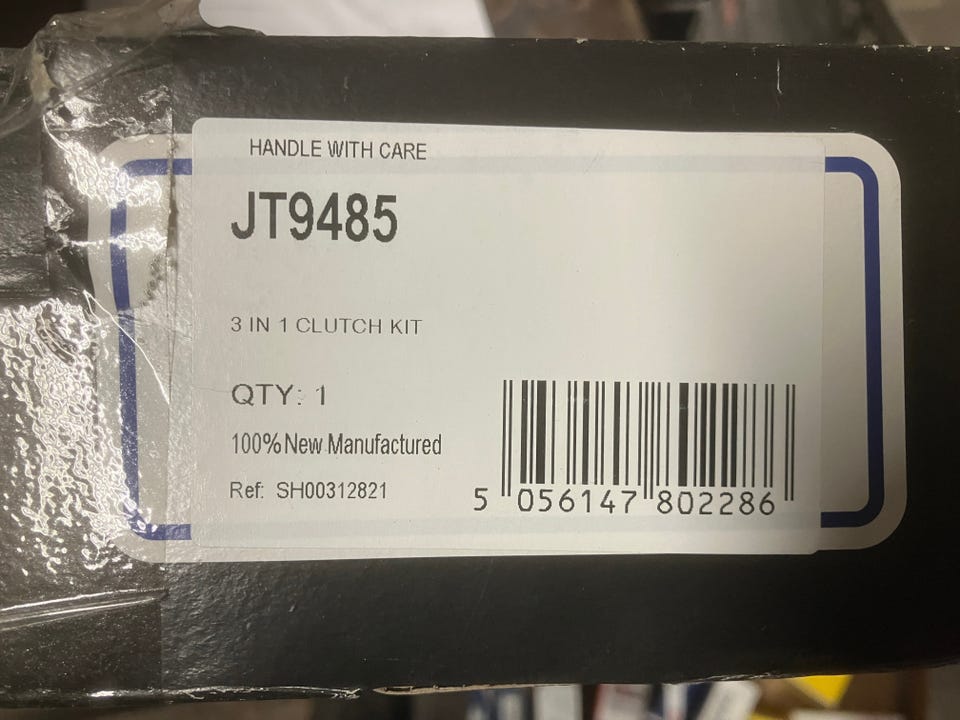 HANDLE WITH CARE
JT9485
3 IN 1 CLUTCH KIT
QTY: 1
100% New Manufactured
Ref: SH00312821
5 056147 802286